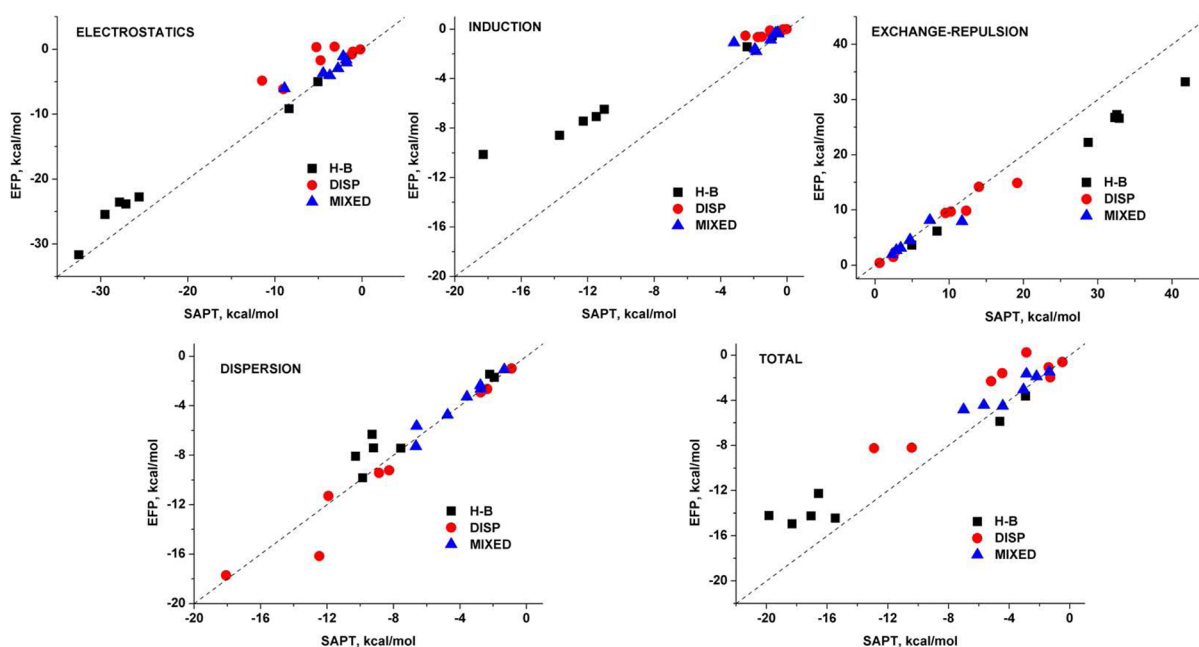 ELECTROSTATICS
EFP, kcal/mol
0
-10
-20
-30
H-B
DISP
MIXED
-30
-20
-10
0
SAPT, kcal/mol
INDUCTION
EFP, kcal/mol
0
-4
-8
-12
-16
-20
H-B
DISP
MIXED
-20
-16
-12
-8
-4
0
SAPT, kcal/mol
EXCHANGE-REPULSION
EFP, kcal/mol
40
30
20
10
0
H-B
DISP
MIXED
0
10
20
30
40
SAPT, kcal/mol
DISPERSION
EFP, kcal/mol
0
-4
-8
-12
-16
-20
H-B
DISP
MIXED
-20
-16
-12
-8
-4
0
SAPT, kcal/mol
TOTAL
EFP, kcal/mol
0
-4
-8
-12
-16
-20
H-B
DISP
MIXED
-20
-16
-12
-8
-4
0
SAPT, kcal/mol